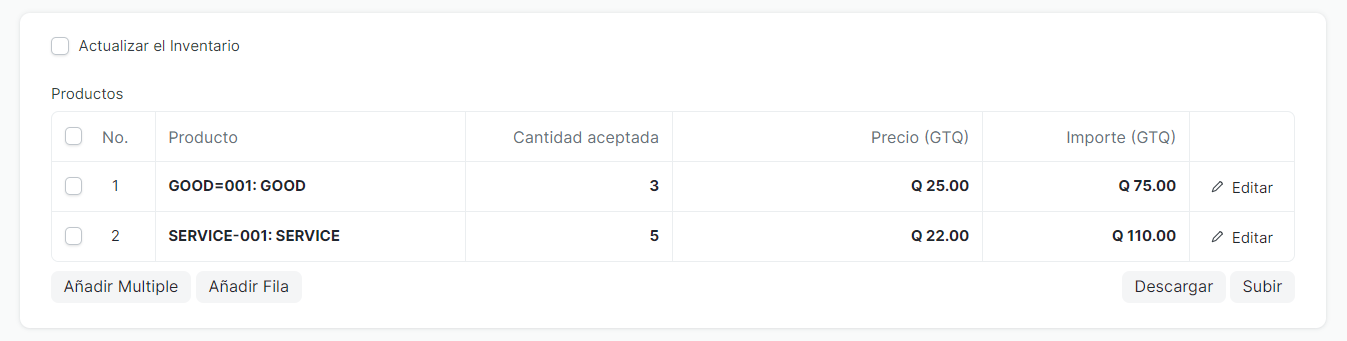 Actualizar el Inventario
Productos
No. Producto Cantidad aceptada Precio (GTQ) Importe (GTQ)
1 GOOD=001: GOOD 3 Q 25.00 Q 75.00 Editar
2 SERVICE-001: SERVICE 5 Q 22.00 Q 110.00 Editar
Añadir Multiple Añadir Fila Descargar Subir